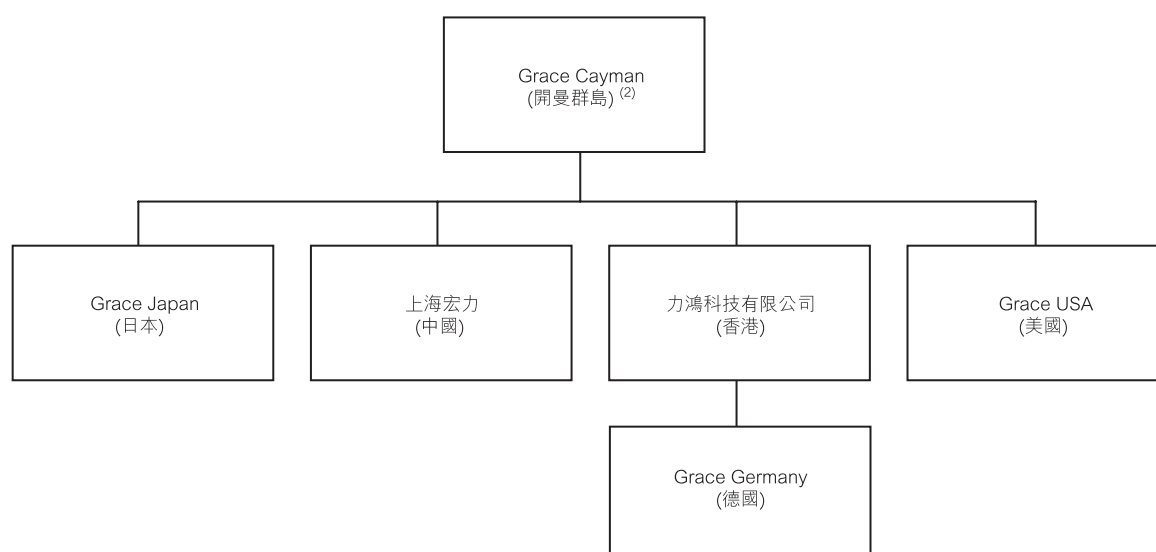 Grace Cayman
(開曼群島) (2)
Grace Japan
(日本)
上海宏力
(中國)
力鴻科技有限公司
(香港)
Grace USA
(美國)
Grace Germany
(德國)